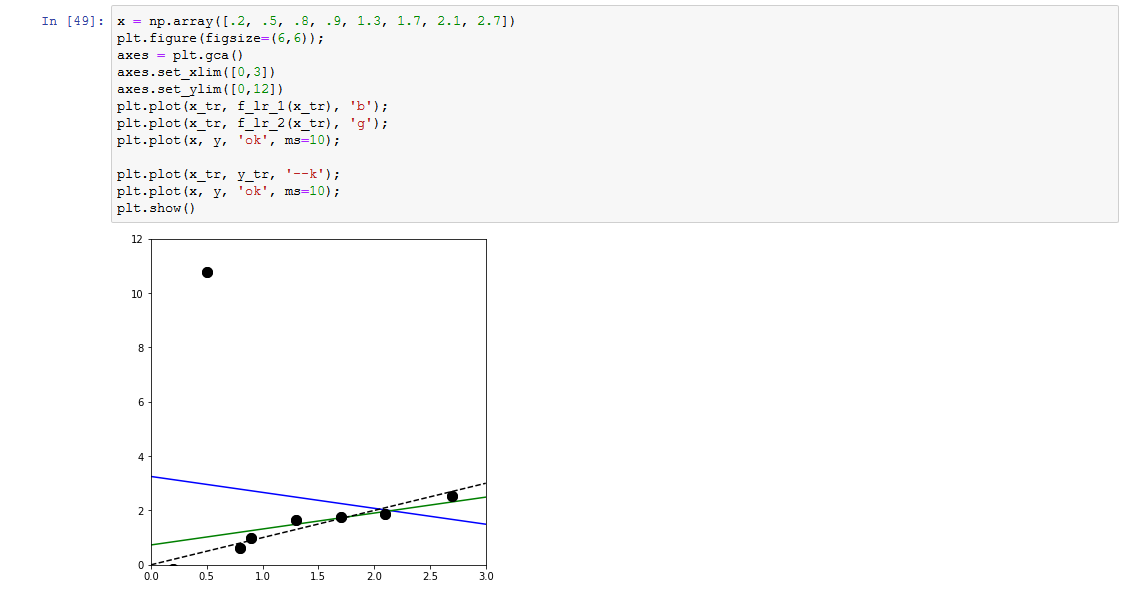 In [49]: x = np.array([.2, .5, .8, .9, 1.3, 1.7, 2.1, 2.7])
plt.figure(figsize=(6,6));
axes = plt.gca()
axes.set_xlim([0,3])
axes.set_ylim([0,12])
plt.plot(x_tr, f_lr_1(x_tr), 'b');
plt.plot(x_tr, f_lr_2(x_tr), 'g');
plt.plot(x, y, 'ok', ms=10);
plt.plot(x_tr, y_tr, '--k');
plt.plot(x, y, 'ok', ms=10);
plt.show()
12
10
8
6
4
2
0
0.0 0.5 1.0 1.5 2.0 2.5 3.0